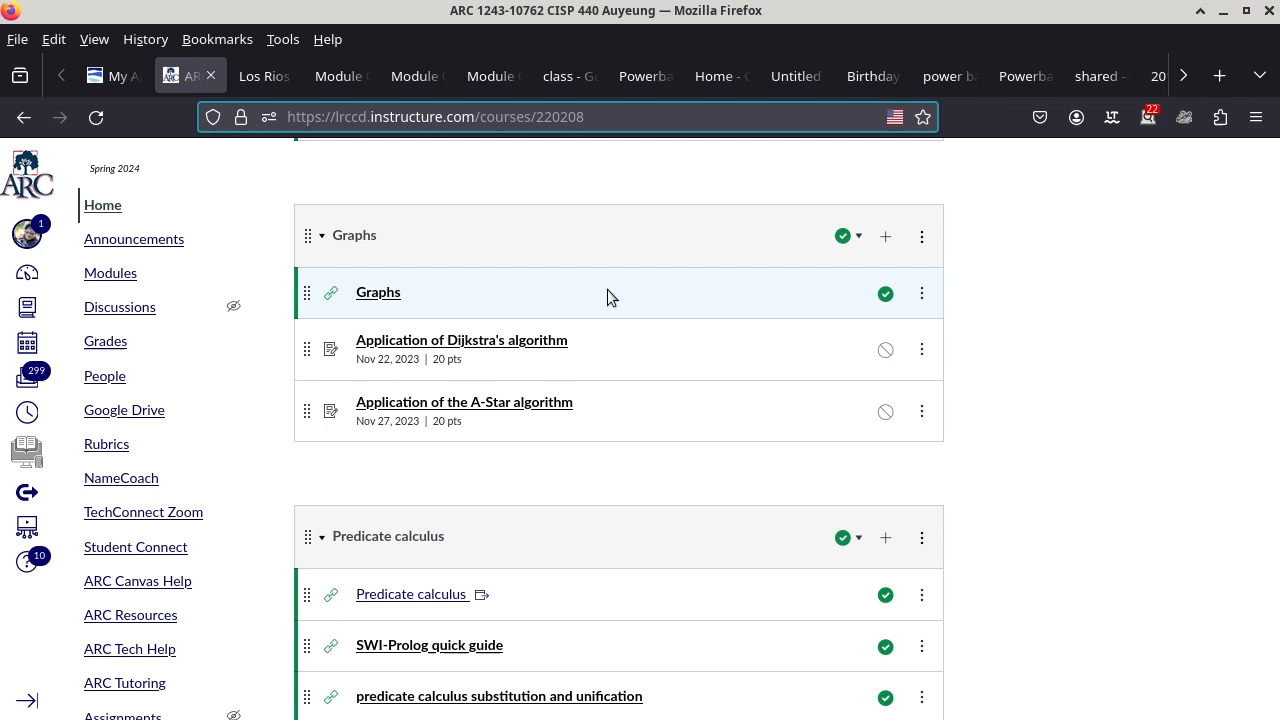 ARC 1243-10762 CISP 440 Auyeung — Mozilla Firefox
File Edit View History Bookmarks Tools Help
My A AR Los Rios Module Module Module class - G Powerba Home - Untitled Birthday power b Powerba shared - 20
https://lrccd.instructure.com/courses/220208 22
ARC
Spring 2024
Home
1
Announcements
Modules
Discussions
Grades
299
People
Google Drive
Rubrics
NameCoach
TechConnect Zoom
Student Connect
10
ARC Canvas Help
ARC Resources
ARC Tech Help
ARC Tutoring
Assignments
Graphs
Graphs
Application of Dijkstra's algorithm
Nov 22, 2023 | 20 pts
Application of the A-Star algorithm
Nov 27, 2023 | 20 pts
Predicate calculus
Predicate calculus
SWI-Prolog quick guide
predicate calculus substitution and unification